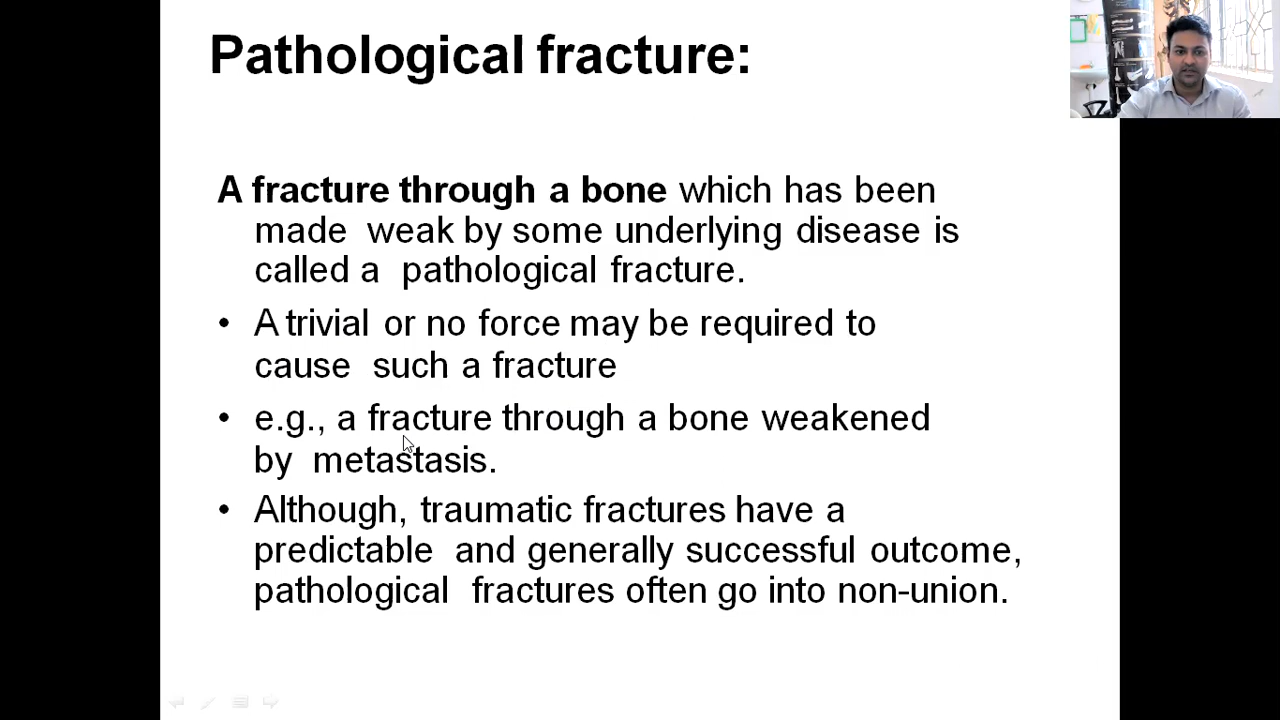 Pathological fracture:
A fracture through a bone which has been
made weak by some underlying disease is
called a pathological fracture.
• A trivial or no force may be required to
cause such a fracture
• e.g., a fracture through a bone weakened
by metastasis.
• Although, traumatic fractures have a
predictable and generally successful outcome,
pathological fractures often go into non-union.